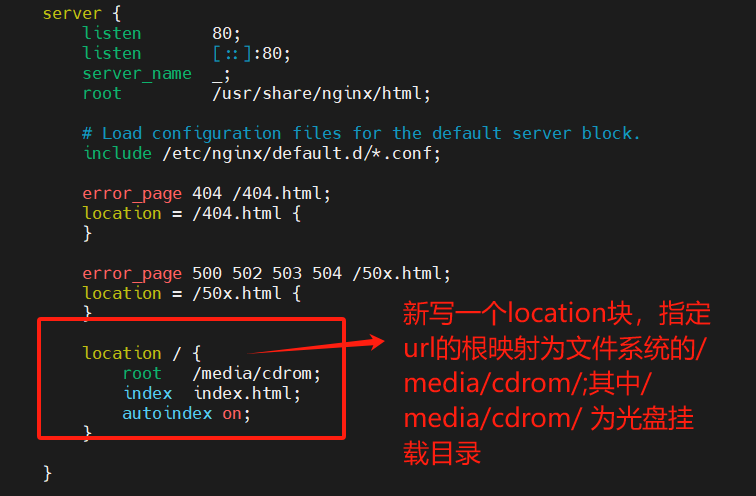 server {
listen 80;
listen [::]:80;
server_name _;
root /usr/share/nginx/html;
# Load configuration files for the default server block.
include /etc/nginx/default.d/*.conf;
error_page 404 /404.html;
location = /404.html {
}
error_page 500 502 503 504 /50x.html;
location = /50x.html {
}
location / {
root /media/cdrom;
index index.html;
autoindex on;
}
}
新写一个location块，指定
url的根映射为文件系统的/
media/cdrom/;其中/
media/cdrom/ 为光盘挂
载目录